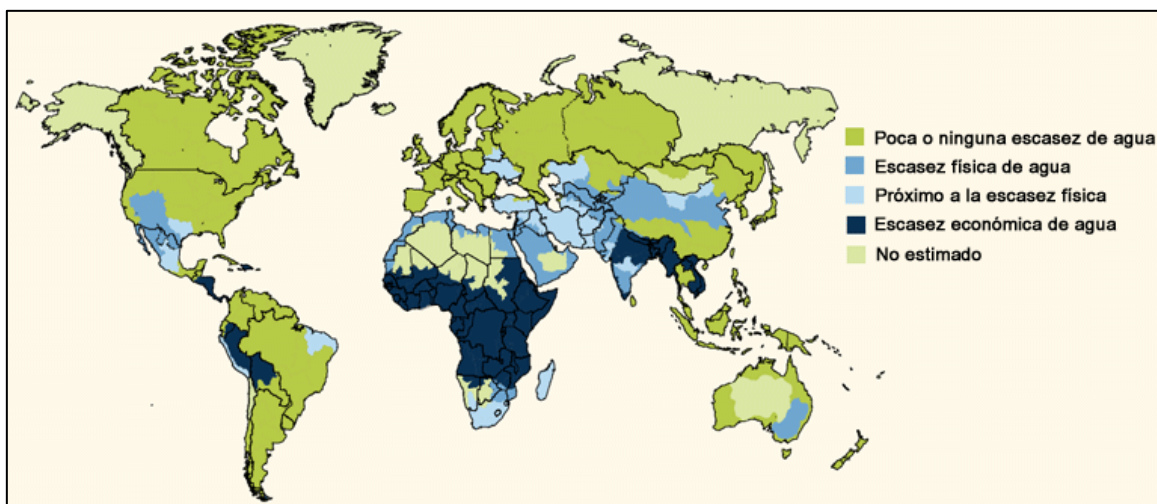 Poca o ninguna escasez de agua
Escasez física de agua
Próximo a la escasez física
Escasez económica de agua
No estimado